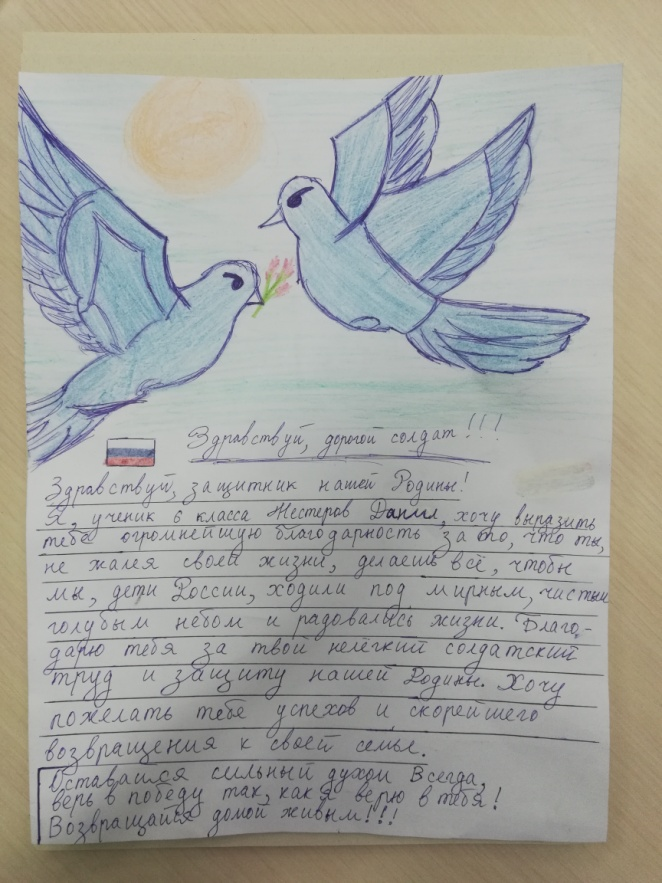 Здравствуй, дорогой солдат!!!
Здравствуй, защитник нашей Родины!
Я, ученик 6 класса Нестеров Данил, хочу выразить
тебе огромнейшую благодарность за то, что ты,
не жалея своей жизни, делаешь всё, чтобы
мы, дети России, ходили под мирным, чистым
голубым небом и радовались жизни. Благо-
дарю тебя за твой нелёгкий солдатский
труд и защиту нашей Родины. Хочу
пожелать тебе успехов и скорейшего
возвращения к своей семье.
Оставайся сильный духом Всегда,
верь в победу так, как я верю в тебя!
Возвращайся домой живым!!!